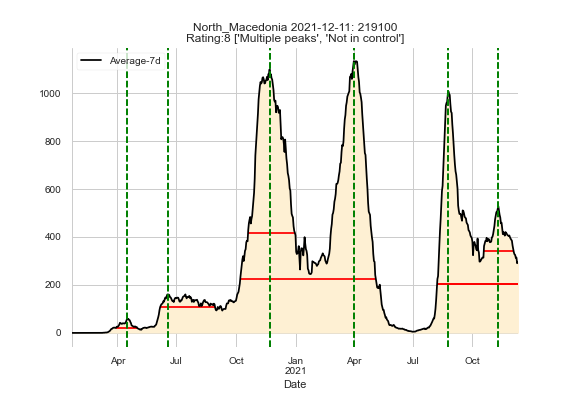 North_Macedonia 2021-12-11: 219100
Rating:8 ['Multiple peaks', 'Not in control']
Average-7d
1000
800
600
400
200
0
Apr
Jul
Oct
Jan
2021
Apr
Jul
Oct
Date